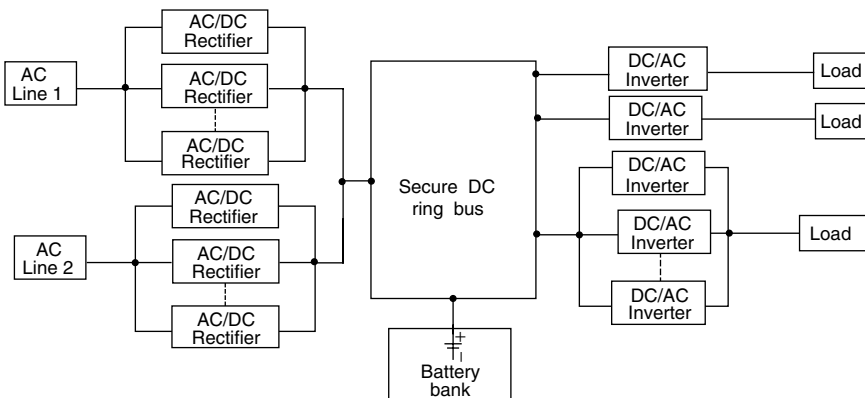 AC/DC
Rectifier
AC
Line 1
AC/DC
Rectifier
AC/DC
Rectifier
AC/DC
Rectifier
AC
Line 2
AC/DC
Rectifier
AC/DC
Rectifier
Secure DC
ring bus
+
Battery
bank
DC/AC
Inverter
Load
DC/AC
Inverter
Load
DC/AC
Inverter
DC/AC
Inverter
Load
DC/AC
Inverter